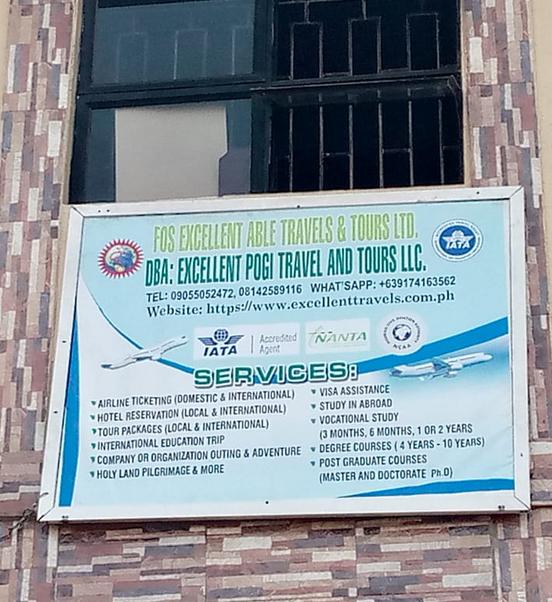 FOS EXCELLENT ABLE TRAVELS & TOURS LTD.
DBA: EXCELLENT POGI TRAVEL AND TOURS LLC.
TEL: 09055052472, 08142589116 WHAT'SAPP: +639174163562
Website: https://www.excellenttravels.com.ph
IATA
IATA
Accredited
Agent
NANTA
NCAA
SERVICES:
AIRLINE TICKETING (DOMESTIC & INTERNATIONAL)
HOTEL RESERVATION (LOCAL & INTERNATIONAL)
TOUR PACKAGES (LOCAL & INTERNATIONAL)
INTERNATIONAL EDUCATION TRIP
COMPANY OR ORGANIZATION OUTING & ADVENTURE
HOLY LAND PILGRIMAGE & MORE
VISA ASSISTANCE
STUDY IN ABROAD
VOCATIONAL STUDY
(3 MONTHS, 6 MONTHS, 1 OR 2 YEARS
DEGREE COURSES ( 4 YEARS - 10 YEARS)
POST GRADUATE COURSES
(MASTER AND DOCTORATE Ph.D)